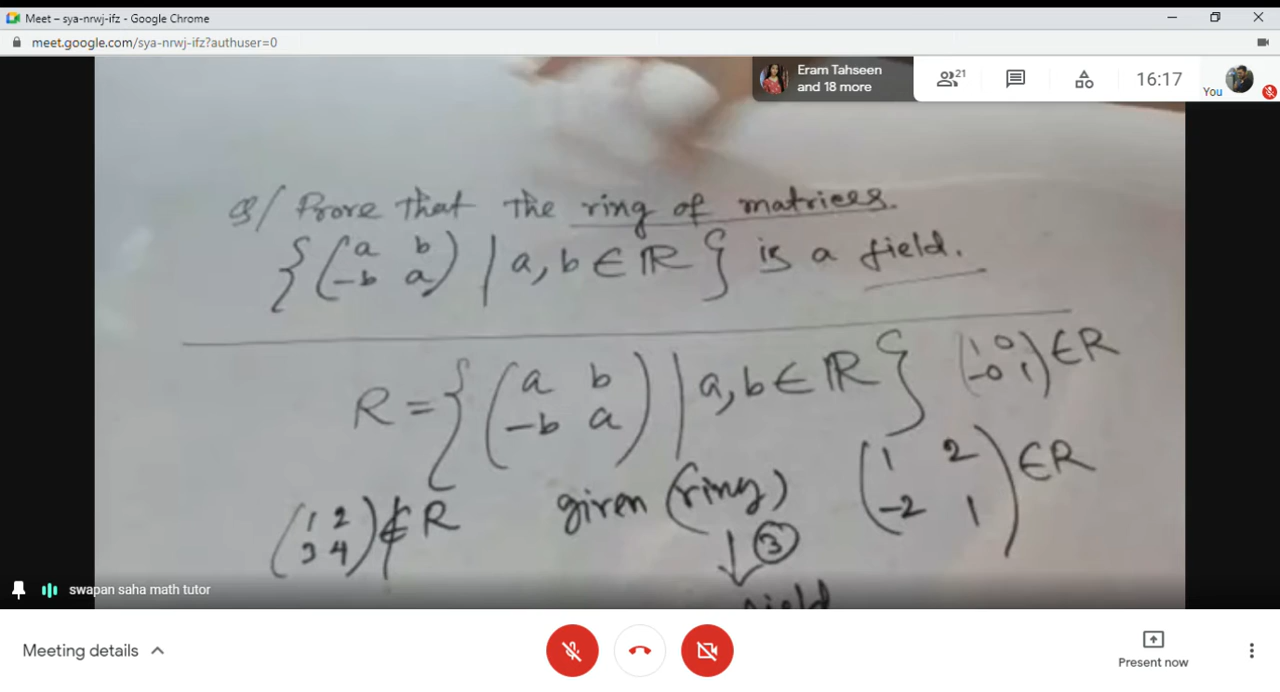 Meet – sya-nrwj-ifz - Google Chrome
meet.google.com/sya-nrwj-ifz?authuser=0
Eram Tahseen
and 18 more
21
16:17
You
Q/ Prove that the ring of matrices.
{(a b
-b a) | a, b ∈ ℝ} is a field.
R = {(a b
-b a) | a, b ∈ ℝ}
(1 0
-0 1) ∈ R
(1 2
3 4) ∉ R
given (ring)
(1 2
-2 1) ∈ R
↓ ③
field
swapan saha math tutor
Meeting details
Present now